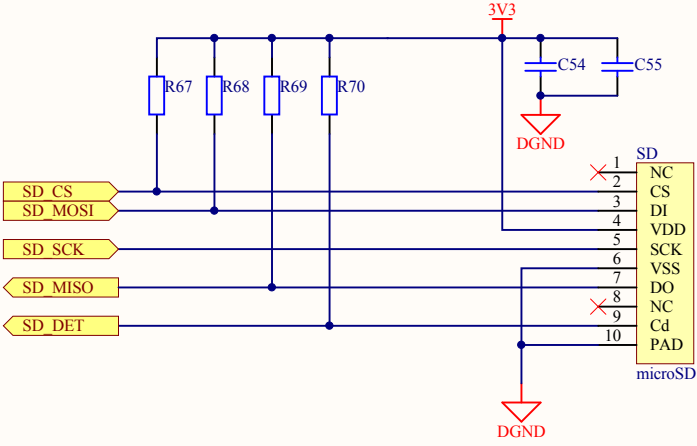 3V3
R67 R68 R69 R70 C54 C55
DGND
SD
1 NC
SD_CS 2 CS
SD_MOSI 3 DI
4 VDD
SD_SCK 5 SCK
6 VSS
SD_MISO 7 DO
8 NC
SD_DET 9 Cd
10 PAD
microSD
DGND